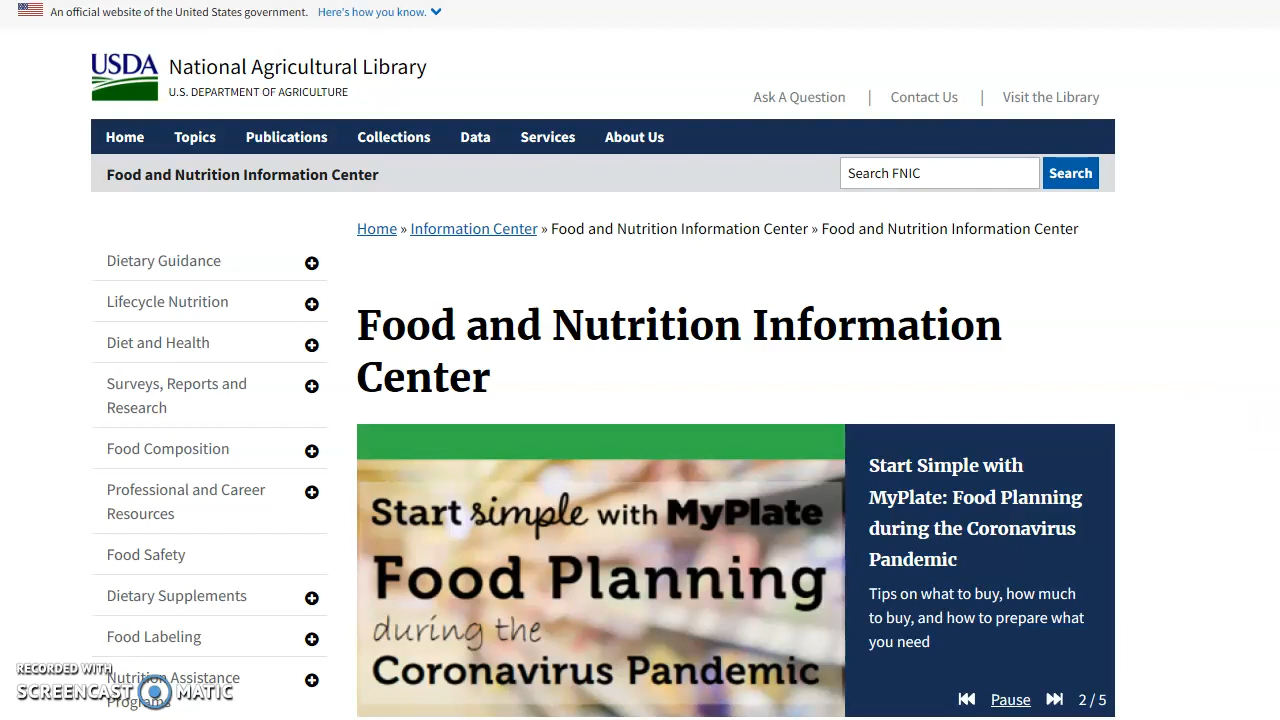 An official website of the United States government. Here's how you know.
USDA
National Agricultural Library
U.S. DEPARTMENT OF AGRICULTURE
Ask A Question | Contact Us | Visit the Library
Home Topics Publications Collections Data Services About Us
Food and Nutrition Information Center
Search FNIC Search
Home » Information Center » Food and Nutrition Information Center » Food and Nutrition Information Center
Dietary Guidance
Lifecycle Nutrition
Diet and Health
Surveys, Reports and
Research
Food Composition
Professional and Career
Resources
Food Safety
Dietary Supplements
Food Labeling
Nutrition Assistance
Programs
Food and Nutrition Information
Center
Start simple with MyPlate
Food Planning
during the
Coronavirus Pandemic
Start Simple with
MyPlate: Food Planning
during the Coronavirus
Pandemic
Tips on what to buy, how much
to buy, and how to prepare what
you need
Pause 2 / 5
RECORDED WITH
SCREENCAST MATIC